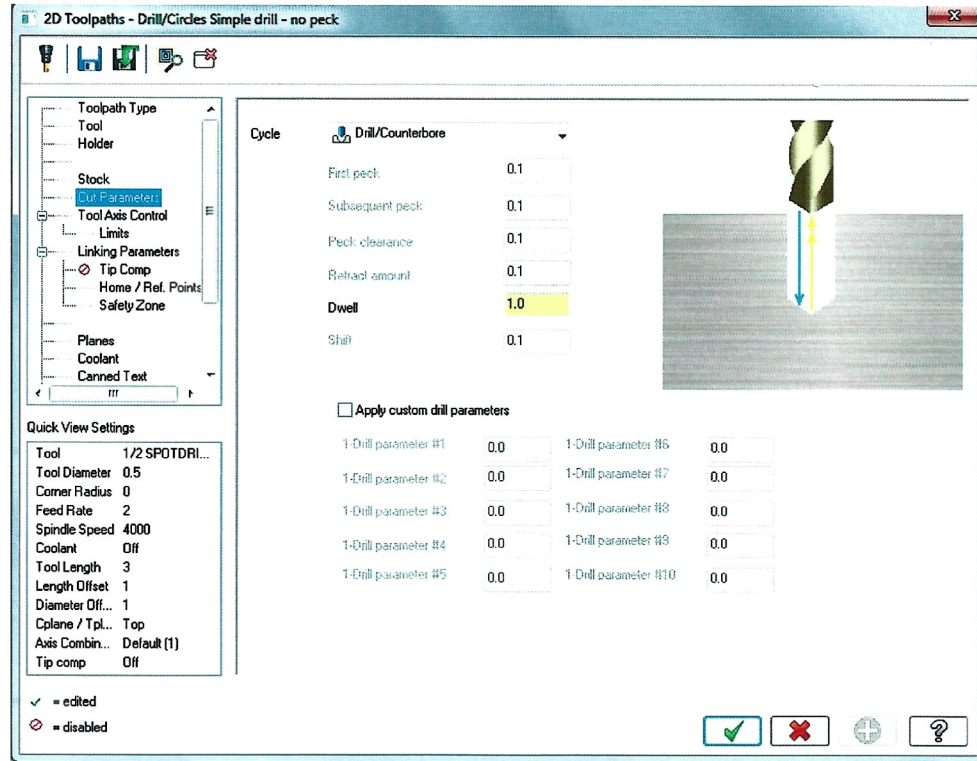 2D Toolpaths - Drill/Circles Simple drill - no peck
Toolpath Type
Tool
Holder
Stock
Cut Parameters
Tool Axis Control
Limits
Linking Parameters
Tip Comp
Home / Ref. Points
Safety Zone
Planes
Coolant
Canned Text
Quick View Settings
Tool 1/2 SPOTDRI...
Tool Diameter 0.5
Corner Radius 0
Feed Rate 2
Spindle Speed 4000
Coolant Off
Tool Length 3
Length Offset 1
Diameter Off... 1
Cplane / Tpl... Top
Axis Combin... Default (1)
Tip comp Off
= edited
= disabled
Cycle Drill/Counterbore
First peck 0.1
Subsequent peck 0.1
Peck clearance 0.1
Retract amount 0.1
Dwell 1.0
Shift 0.1
Apply custom drill parameters
1-Drill parameter #1 0.0 1-Drill parameter #6 0.0
1-Drill parameter #2 0.0 1-Drill parameter #7 0.0
1-Drill parameter #3 0.0 1-Drill parameter #8 0.0
1-Drill parameter #4 0.0 1-Drill parameter #9 0.0
1-Drill parameter #5 0.0 1-Drill parameter #10 0.0